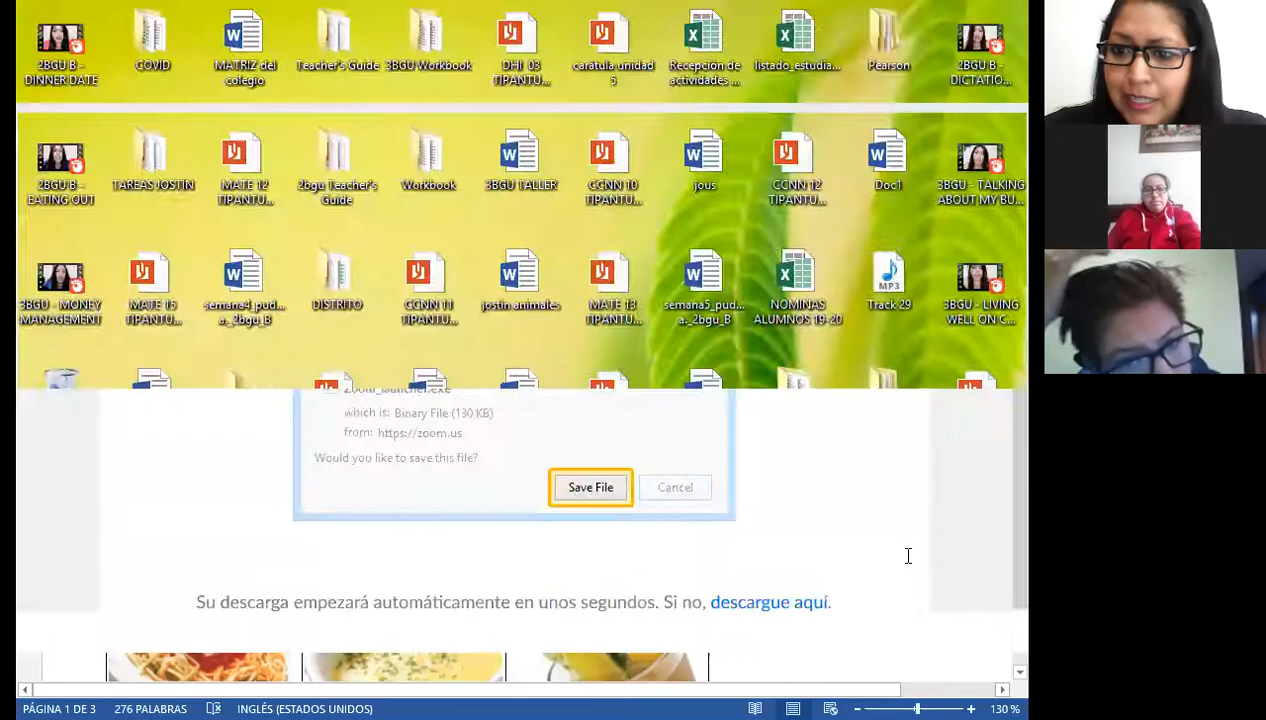 2BGU B -
DINNER DATE
COVID
MATRIZ del
colegio
Teacher's Guide
3BGU Workbook
DHI_03
TIPANTU...
caratula unidad
5
Recepcion de
actividades ...
listado_estudia...
Pearson
2BGU B -
DICTATIO...
2BGU B -
EATING OUT
TAREAS JOSTIN
MATE 12
TIPANTU...
2bgu Teacher's
Guide
Workbook
3BGU TALLER
CCNN 10
TIPANTU...
jous
CCNN 12
TIPANTU...
Doc1
3BGU - TALKING
ABOUT MY BU...
3BGU - MONEY
MANAGEMENT
MATE 15
TIPANTU...
semana4_pud...
a._2bgu_B
DISTRITO
CCNN 11
TIPANTU...
jostin animales
MATE 13
TIPANTU...
semana5_pud...
a._2bgu_B
NOMINAS
ALUMNOS 19-20
MP3
Track 29
3BGU - LIVING
WELL ON C...
Zoom_launcher.exe
which is: Binary File (130 KB)
from: https://zoom.us
Would you like to save this file?
Save File
Cancel
Su descarga empezará automáticamente en unos segundos. Si no, descargue aquí.
PÁGINA 1 DE 3
276 PALABRAS
INGLÉS (ESTADOS UNIDOS)
130 %